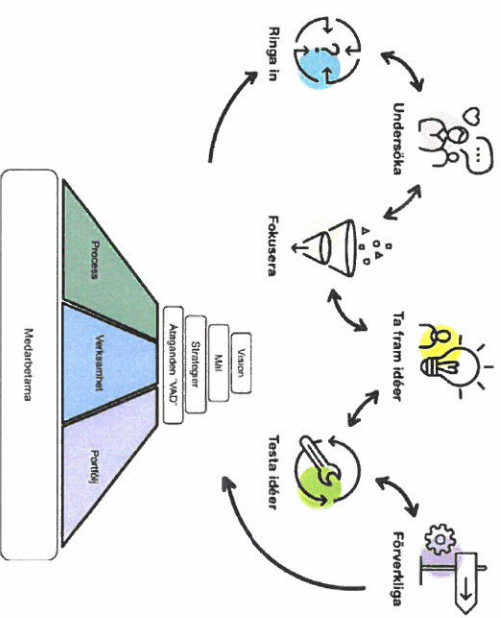 Ringa in
Undersöka
Fokusera
Ta fram idéer
Testa idéer
Förverkliga
Vision
Mål
Strategier
Åtaganden "VAD"
Process
Verksamhet
Portfölj
Medarbetarna